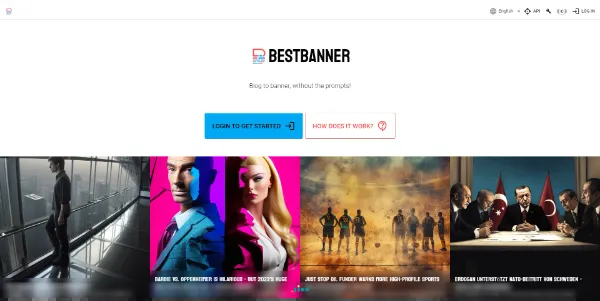 English
API
LOG IN
BESTBANNER
Blog to banner, without the prompts!
LOGIN TO GET STARTED
HOW DOES IT WORK?
BARBIE VS. OPPENHEIMER IS HILARIOUS - BUT 2023'S HUGE
JUST STOP OIL FUNDER WARNS MORE HIGH-PROFILE SPORTS
ERDOGAN UNTERSTÜTZT NATO-BEITRITT VON SCHWEDEN -